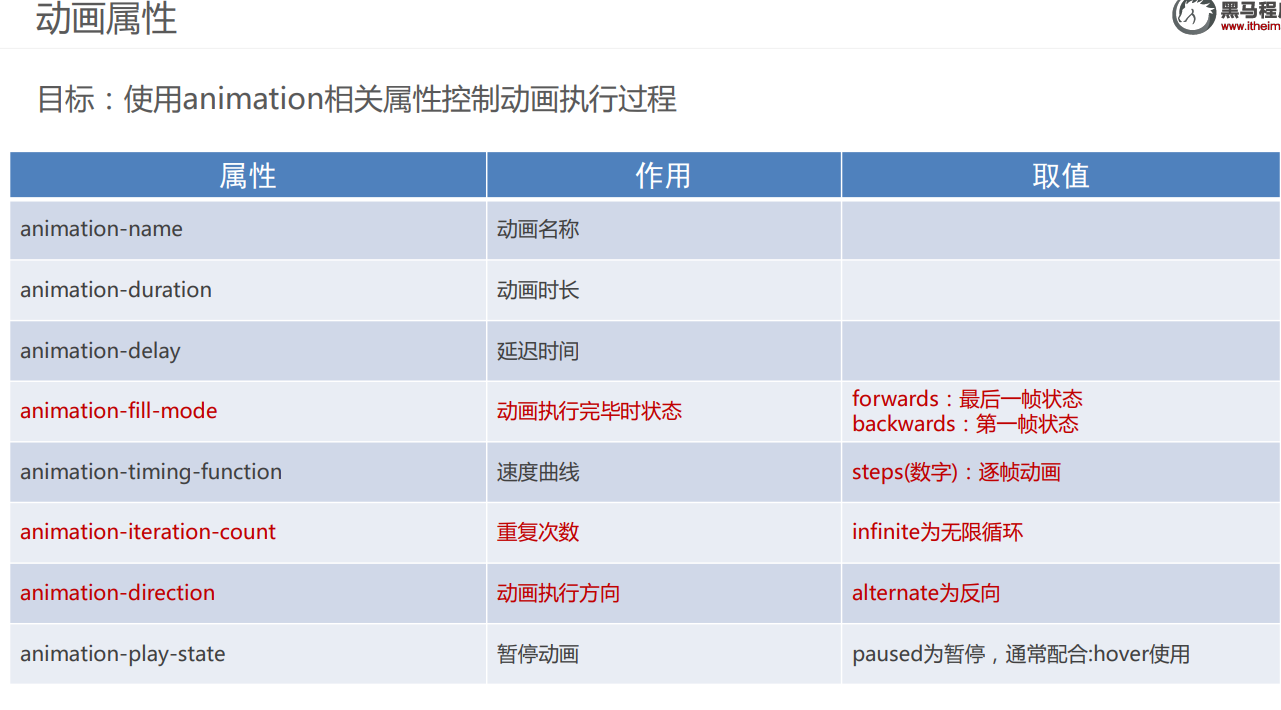 动画属性
黑马程
www.itheim
目标：使用animation相关属性控制动画执行过程
属性 作用 取值
animation-name 动画名称
animation-duration 动画时长
animation-delay 延迟时间
animation-fill-mode 动画执行完毕时状态 forwards：最后一帧状态
backwards：第一帧状态
animation-timing-function 速度曲线 steps(数字)：逐帧动画
animation-iteration-count 重复次数 infinite为无限循环
animation-direction 动画执行方向 alternate为反向
animation-play-state 暂停动画 paused为暂停，通常配合:hover使用